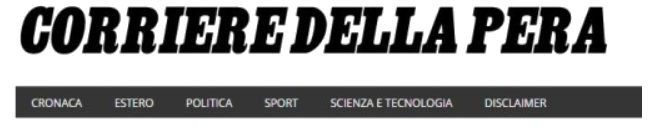 CORRIERE DELLA PERA
CRONACA ESTERO POLITICA SPORT SCIENZA E TECNOLOGIA DISCLAIMER